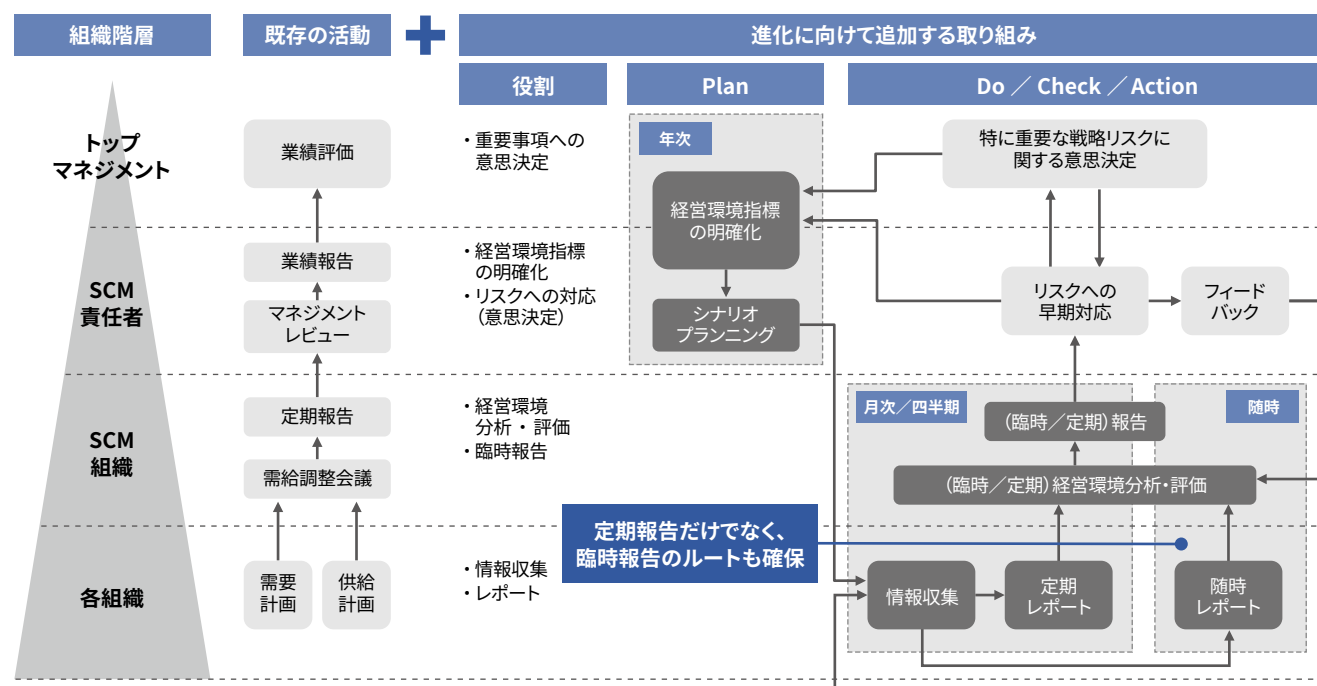 組織階層
既存の活動
進化に向けて追加する取り組み
役割
Plan
Do ／ Check ／ Action
トップ
マネジメント
業績評価
・重要事項への
意思決定
年次
経営環境指標
の明確化
特に重要な戦略リスクに
関する意思決定
SCM
責任者
業績報告
マネジメント
レビュー
・経営環境指標
の明確化
・リスクへの対応
（意思決定）
シナリオ
プランニング
リスクへの
早期対応
フィード
バック
SCM
組織
定期報告
需給調整会議
・経営環境
分析・評価
・臨時報告
月次／四半期
随時
（臨時／定期）報告
（臨時／定期）経営環境分析・評価
定期報告だけでなく、
臨時報告のルートも確保
各組織
需要
計画
供給
計画
・情報収集
・レポート
情報収集
定期
レポート
随時
レポート